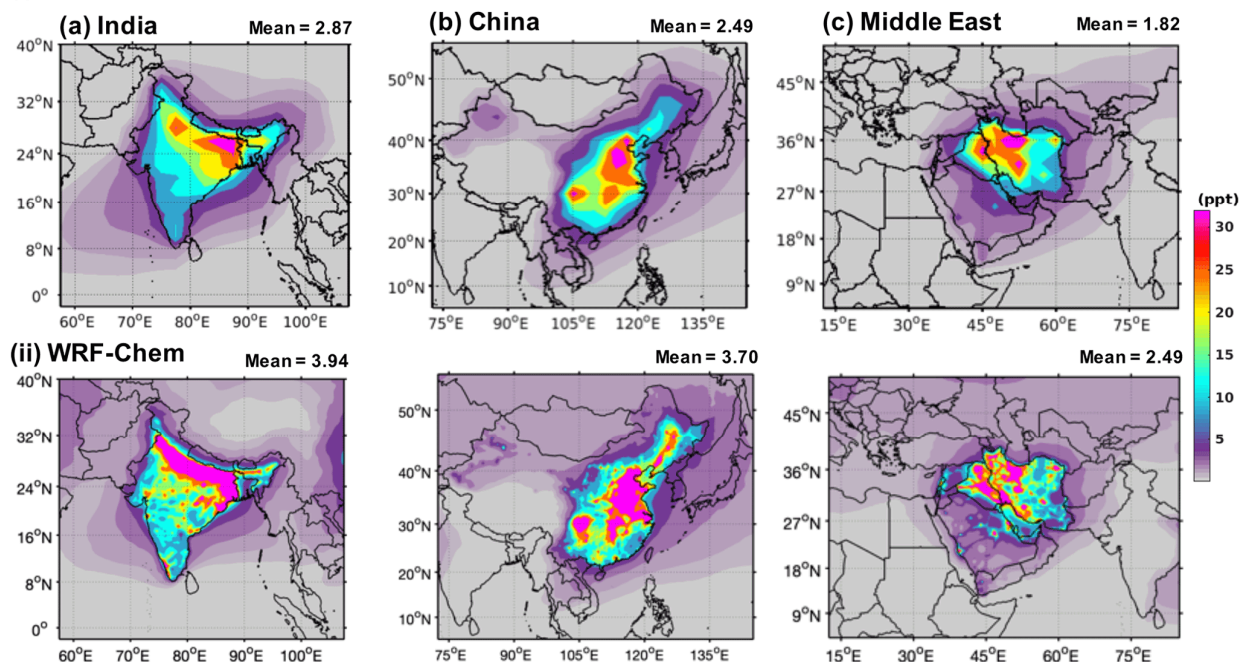 (a) India Mean = 2.87
(b) China Mean = 2.49
(c) Middle East Mean = 1.82
40°N
32°N
24°N
16°N
8°N
0°
60°E 70°E 80°E 90°E 100°E
50°N
40°N
30°N
20°N
10°N
75°E 90°E 105°E 120°E 135°E
45°N
36°N
27°N
18°N
9°N
15°E 30°E 45°E 60°E 75°E
(ppt)
30
25
20
15
10
5
(ii) WRF-Chem Mean = 3.94
Mean = 3.70
Mean = 2.49
40°N
32°N
24°N
16°N
8°N
0°
60°E 70°E 80°E 90°E 100°E
50°N
40°N
30°N
20°N
10°N
75°E 90°E 105°E 120°E 135°E
45°N
36°N
27°N
18°N
9°N
15°E 30°E 45°E 60°E 75°E